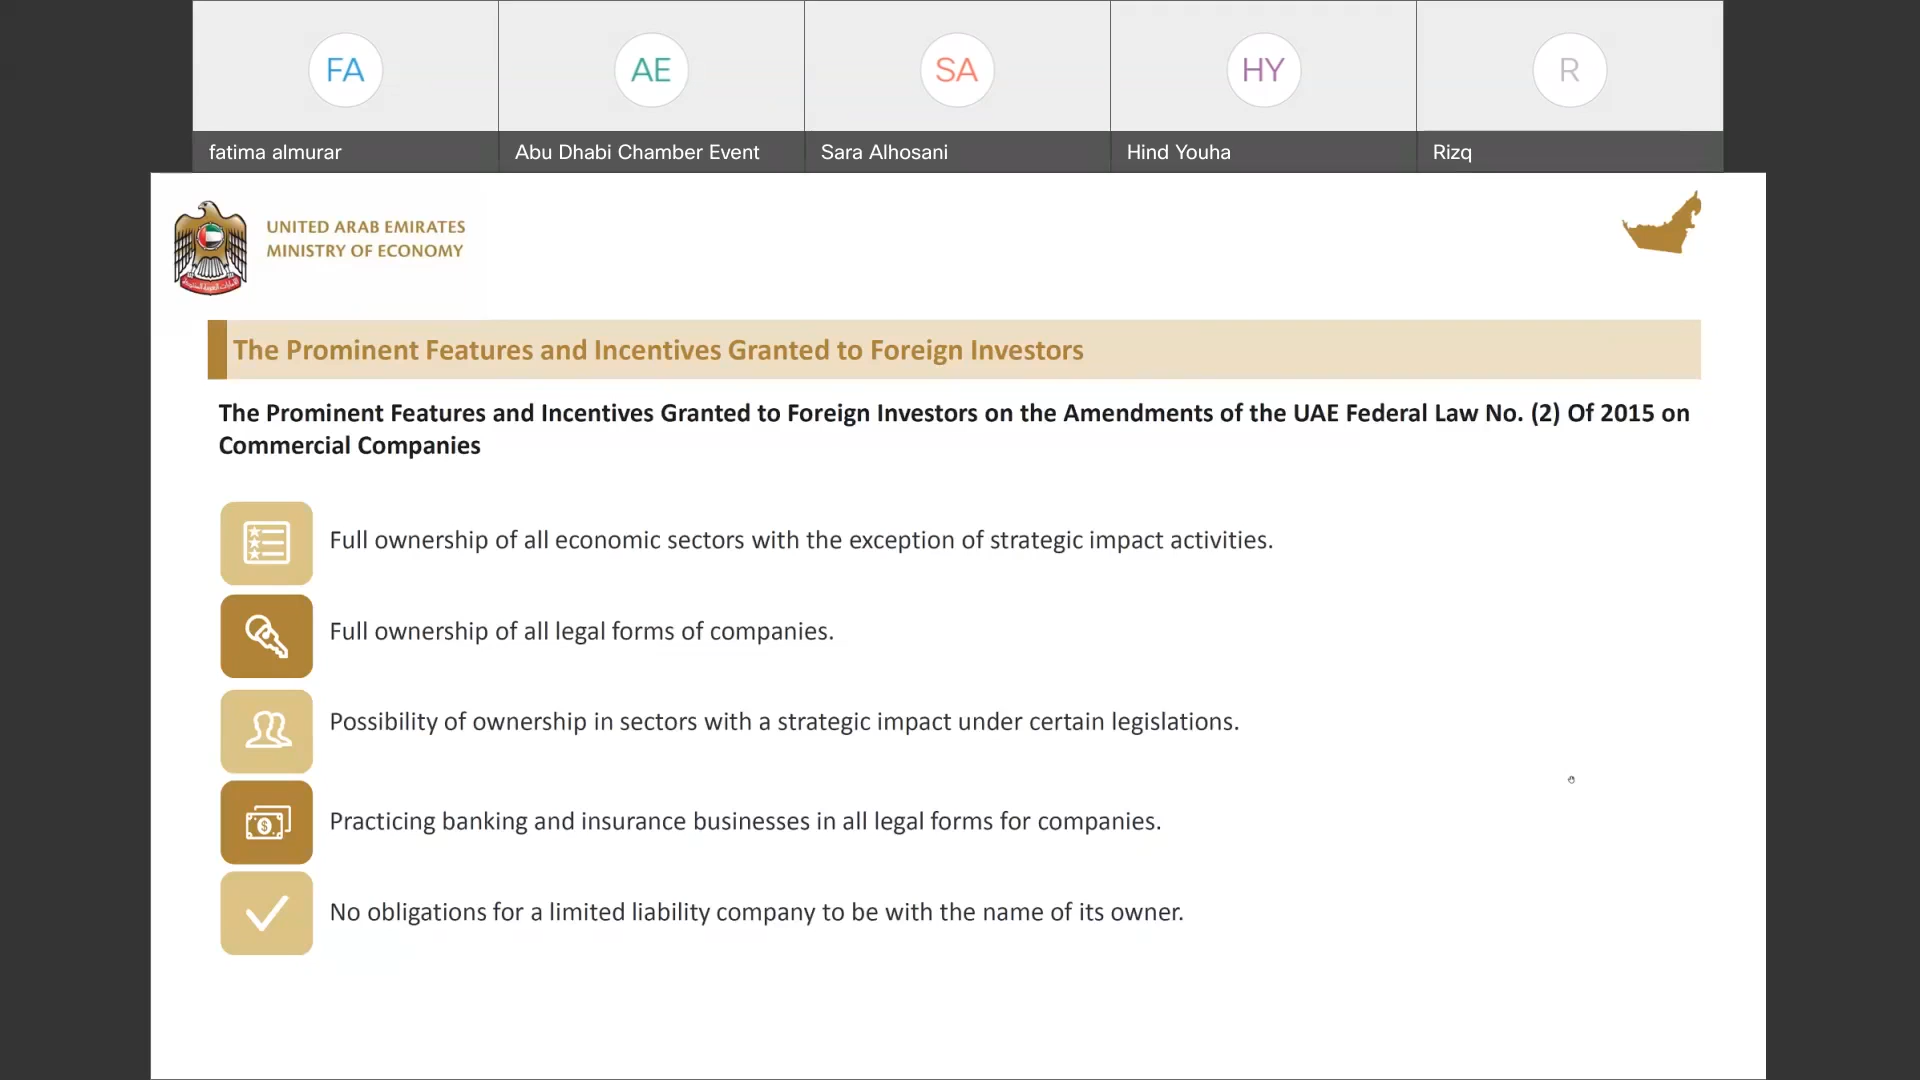 FA
AE
SA
HY
R
fatima almurar
Abu Dhabi Chamber Event
Sara Alhosani
Hind Youha
Rizq
UNITED ARAB EMIRATES
MINISTRY OF ECONOMY
The Prominent Features and Incentives Granted to Foreign Investors
The Prominent Features and Incentives Granted to Foreign Investors on the Amendments of the UAE Federal Law No. (2) Of 2015 on
Commercial Companies
Full ownership of all economic sectors with the exception of strategic impact activities.
Full ownership of all legal forms of companies.
Possibility of ownership in sectors with a strategic impact under certain legislations.
Practicing banking and insurance businesses in all legal forms for companies.
No obligations for a limited liability company to be with the name of its owner.